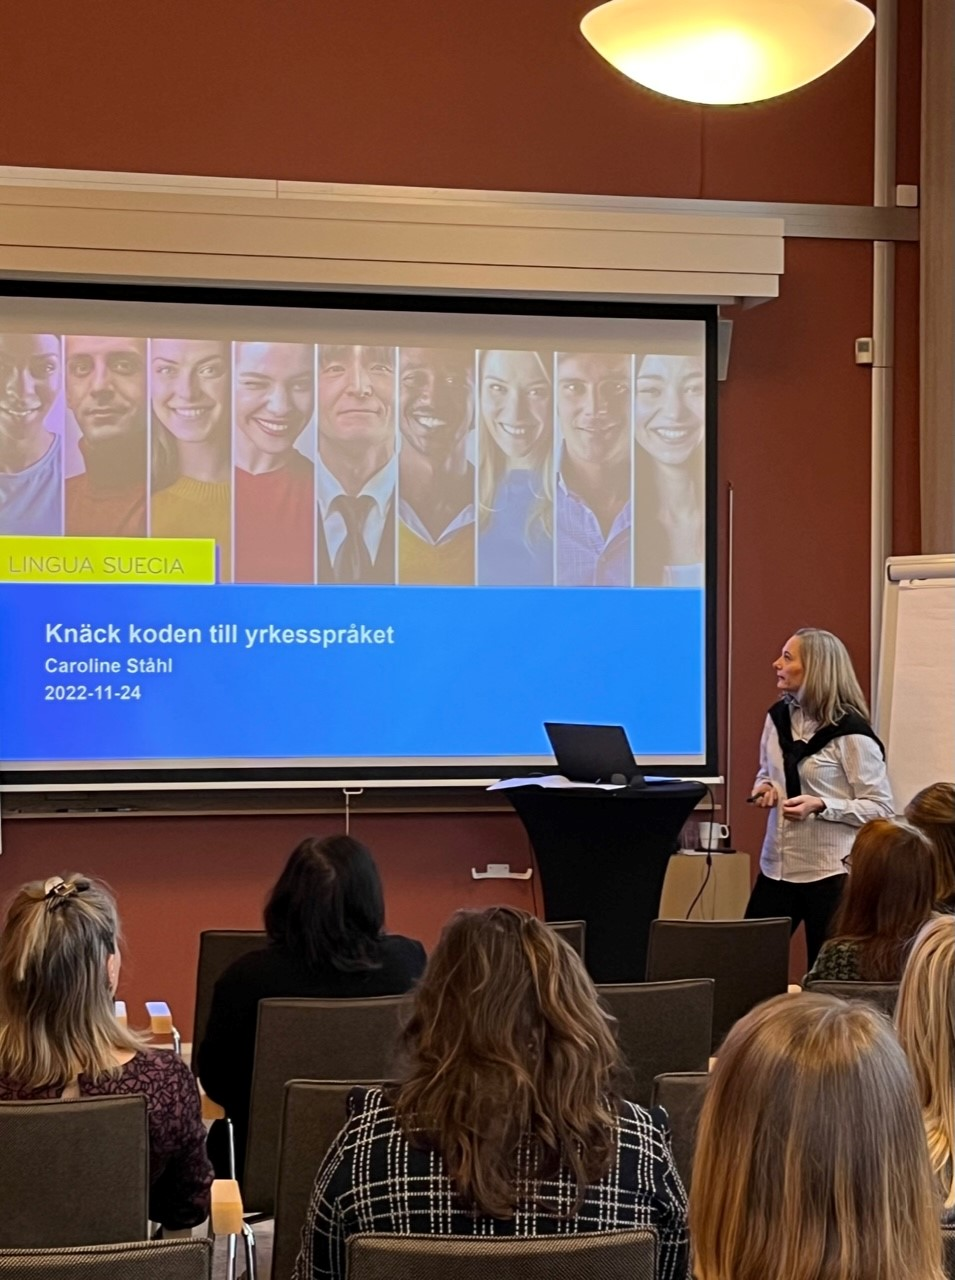 LINGUA SUECIA
Knäck koden till yrkesspråket
Caroline Ståhl
2022-11-24